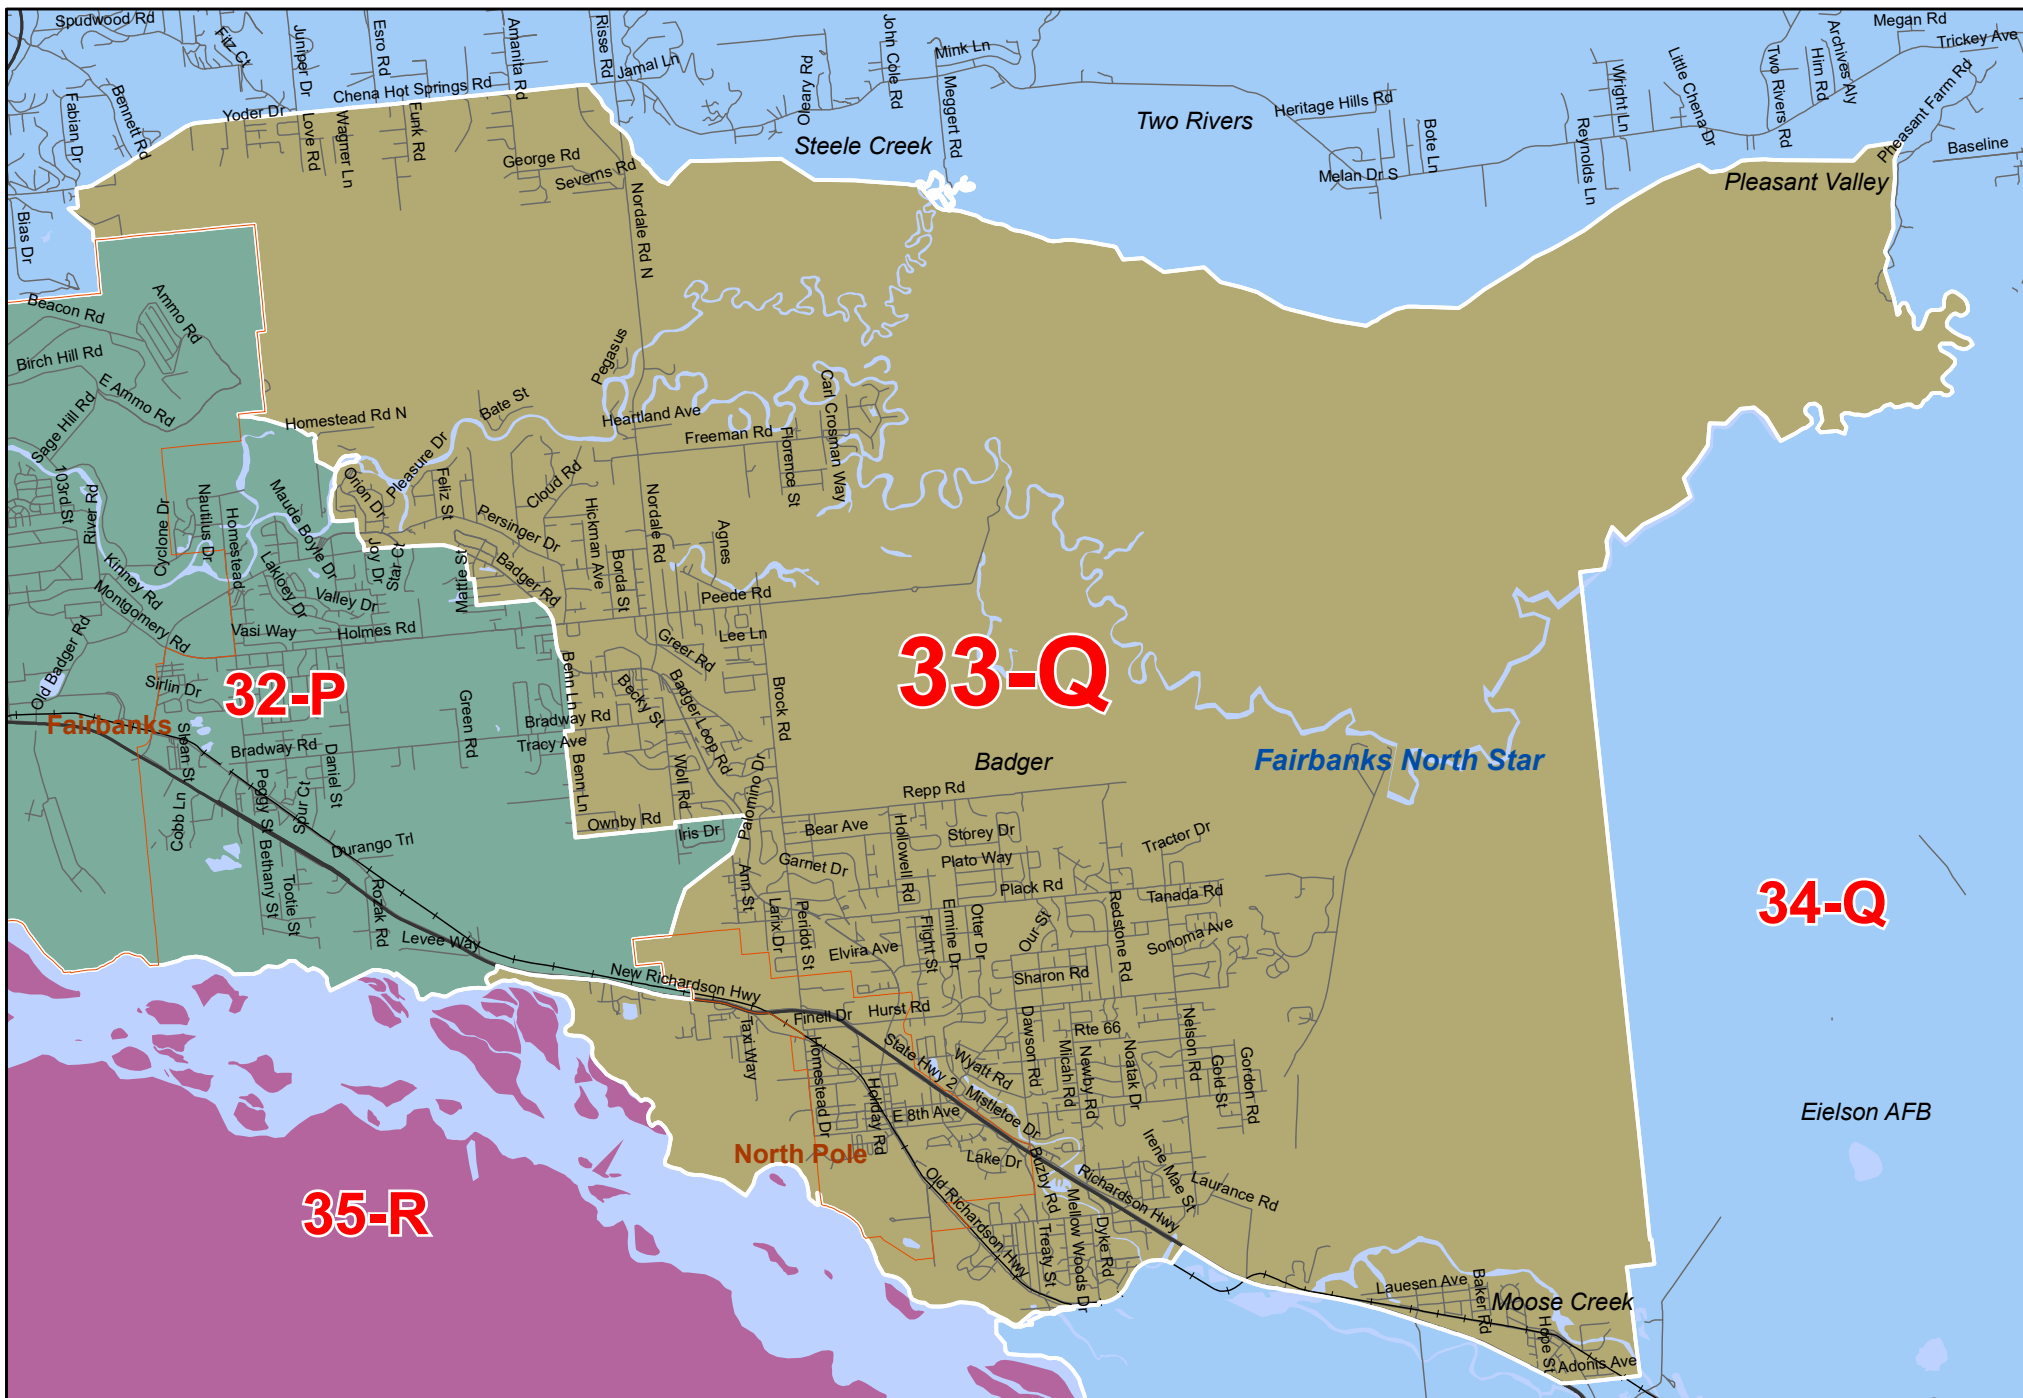 Spudwood Rd
Fitz Ct
Juniper Dr
Esro Rd
Amanita Rd
Risse Rd
Jamal Ln
Oleary Rd
John Cole Rd
Mink Ln
Meggert Rd
Megan Rd
Trickey Ave
Archives Aly
Him Rd
Two Rivers Rd
Little Chena Dr
Wright Ln
Pheasant Farm Rd
Baseline
Fabian Dr
Bennett Rd
Yoder Dr
Love Rd
Wagner Ln
Chena Hot Springs Rd
Funk Rd
George Rd
Severns Rd
Nordale Rd N
Steele Creek
Two Rivers
Heritage Hills Rd
Bote Ln
Melan Dr S
Reynolds Ln
Pleasant Valley
Bias Dr
Beacon Rd
Ammo Rd
Birch Hill Rd
E Ammo Rd
Sage Hill Rd
Homestead Rd N
Bate St
Pegasus
Heartland Ave
Freeman Rd
Florence St
Carl Crosman Way
103rd St
River Rd
Cyclone Dr
Nautilus Dr
Homestead
Maude Boyle Dr
Orion Dr
Pleasure Dr
Feliz St
Cloud Rd
Persinger Dr
Hickman Ave
Nordale Rd
Agnes
Kinney Rd
Montgomery Rd
Lakloey Dr
Valley Dr
Joy Dr
Star Ct
Mattie St
Badger Rd
Borda St
Peede Rd
Old Badger Rd
Vasi Way
Holmes Rd
Lee Ln
Greer Rd
33-Q
Sirlin Dr
32-P
Green Rd
Benn Ln
Becky St
Badger Loop Rd
Brock Rd
Fairbanks
Sloan St
Bradway Rd
Daniel St
Bradway Rd
Tracy Ave
Benn Ln
Woll Rd
Palomino Dr
Badger
Fairbanks North Star
Cobb Ln
Peggy St
Spur Ct
Durango Trl
Ownby Rd
Iris Dr
Repp Rd
Bear Ave
Hollowell Rd
Storey Dr
Plato Way
Tractor Dr
Garnet Dr
Plack Rd
Tanada Rd
34-Q
Bethany St
Tootie St
Rozak Rd
Levee Way
Ann St
Larix Dr
Peridot St
Elvira Ave
Flight St
Ermine Dr
Otter Dr
Our St
Redstone Rd
Sonoma Ave
Sharon Rd
New Richardson Hwy
Taxi Way
Finell Dr
Hurst Rd
State Hwy 2
Wyatt Rd
Dawson Rd
Rte 66
Micah Rd
Newby Rd
Noatak Dr
Nelson Rd
Gold St
Gordon Rd
Homestead Dr
Holiday Rd
E 8th Ave
Mistletoe Dr
Eielson AFB
North Pole
Lake Dr
Buzby Rd
Irene Mae St
Laurance Rd
35-R
Old Richardson Hwy
Richardson Hwy
Treaty St
Mellow Woods Dr
Dyke Rd
Lauesen Ave
Baker Rd
Moose Creek
Hope St
Adonis Ave